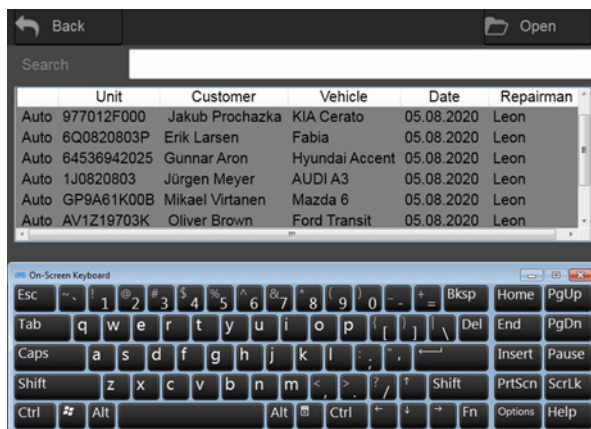 Back Open
Search
Unit Customer Vehicle Date Repairman
Auto 977012F000 Jakub Prochazka KIA Cerato 05.08.2020 Leon
Auto 6Q0820803P Erik Larsen Fabia 05.08.2020 Leon
Auto 64536942025 Gunnar Aron Hyundai Accent 05.08.2020 Leon
Auto 1J0820803 Jürgen Meyer AUDI A3 05.08.2020 Leon
Auto GP9A61K00B Mikael Virtanen Mazda 6 05.08.2020 Leon
Auto AV1Z19703K Oliver Brown Ford Transit 05.08.2020 Leon
On-Screen Keyboard
Esc ~ ` ! 1 @ 2 # 3 $ 4 % 5 ^ 6 & 7 * 8 ( 9 ) 0 _ - + = Bksp Home PgUp
Tab q w e r t y u i o p { [ } ] | \ Del End PgDn
Caps a s d f g h j k l : ; " ' Insert Pause
Shift z x c v b n m < , > . ? / ↑ Shift PrtScn ScrLk
Ctrl Alt Alt Ctrl ← ↓ → Fn Options Help